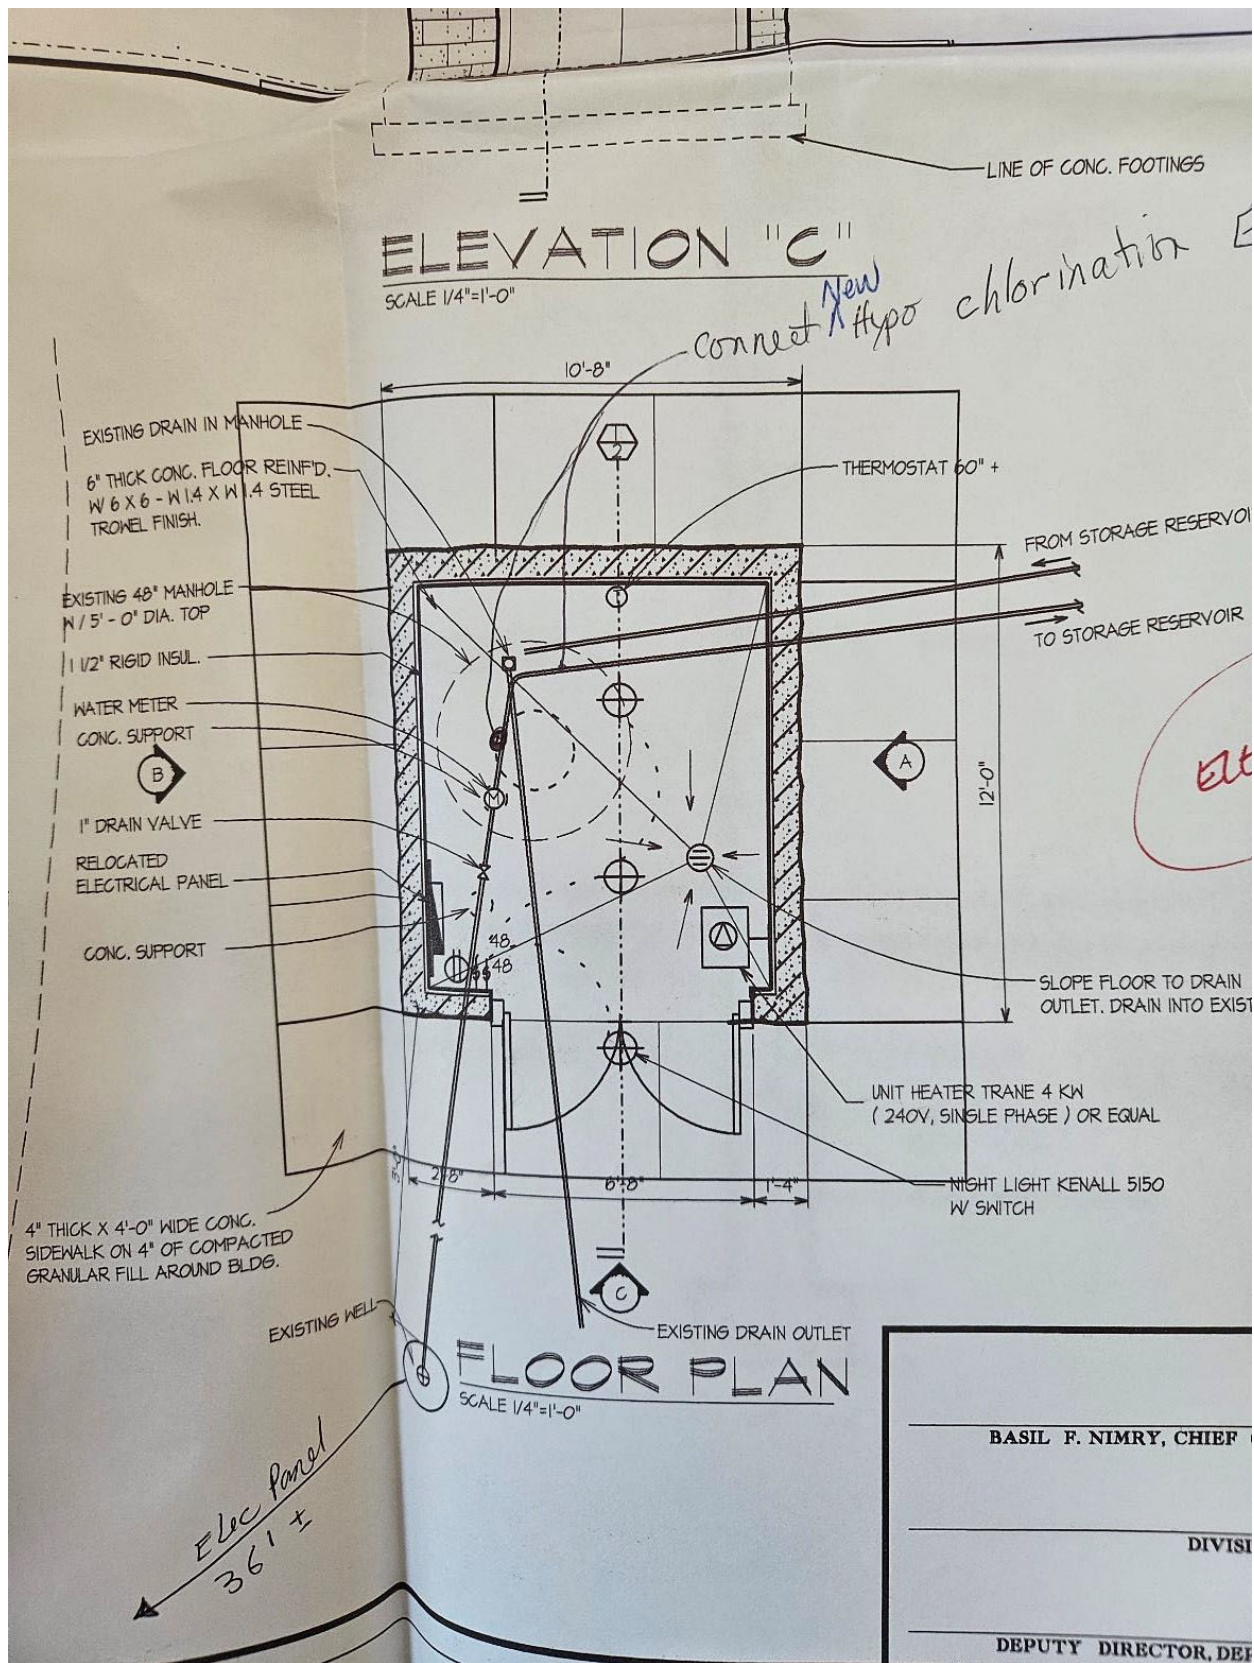 LINE OF CONC. FOOTINGS
ELEVATION "C"
SCALE 1/4"=1'-0"
connect New Hypo chlorination
10'-8"
EXISTING DRAIN IN MANHOLE
6" THICK CONC. FLOOR REINF'D.
W/ 6 X 6 - W 1.4 X W 1.4 STEEL
TROWEL FINISH.
2
THERMOSTAT 60" +
FROM STORAGE RESERVOI
EXISTING 48" MANHOLE
W / 5' - 0" DIA. TOP
T
TO STORAGE RESERVOIR
1 1/2" RIGID INSUL.
WATER METER
CONC. SUPPORT
B
A
M
12'-0"
1" DRAIN VALVE
RELOCATED
ELECTRICAL PANEL
CONC. SUPPORT
48
48
SLOPE FLOOR TO DRAIN
OUTLET. DRAIN INTO EXIST
UNIT HEATER TRANE 4 KW
( 240V, SINGLE PHASE ) OR EQUAL
2'-8"
6'-8"
1'-4"
NIGHT LIGHT KENALL 5150
W/ SWITCH
4" THICK X 4'-0" WIDE CONC.
SIDEWALK ON 4" OF COMPACTED
GRANULAR FILL AROUND BLDG.
C
EXISTING WELL
EXISTING DRAIN OUTLET
FLOOR PLAN
SCALE 1/4"=1'-0"
Elec Panel
36' ±
BASIL F. NIMRY, CHIEF
DIVISI
DEPUTY DIRECTOR, DEP